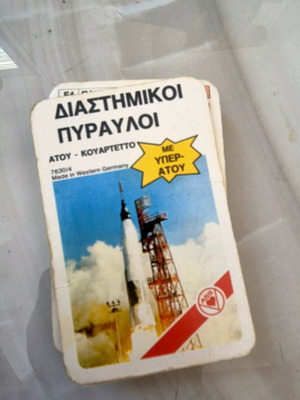 ΔΙΑΣΤΗΜΙΚΟΙ
ΠΥΡΑΥΛΟΙ
ΑΤΟΥ - ΚΟΥΑΡΤΕΤΤΟ
7630/4
Made in Western Germany
ΜΕ
ΥΠΕΡ-
ΑΤΟΥ